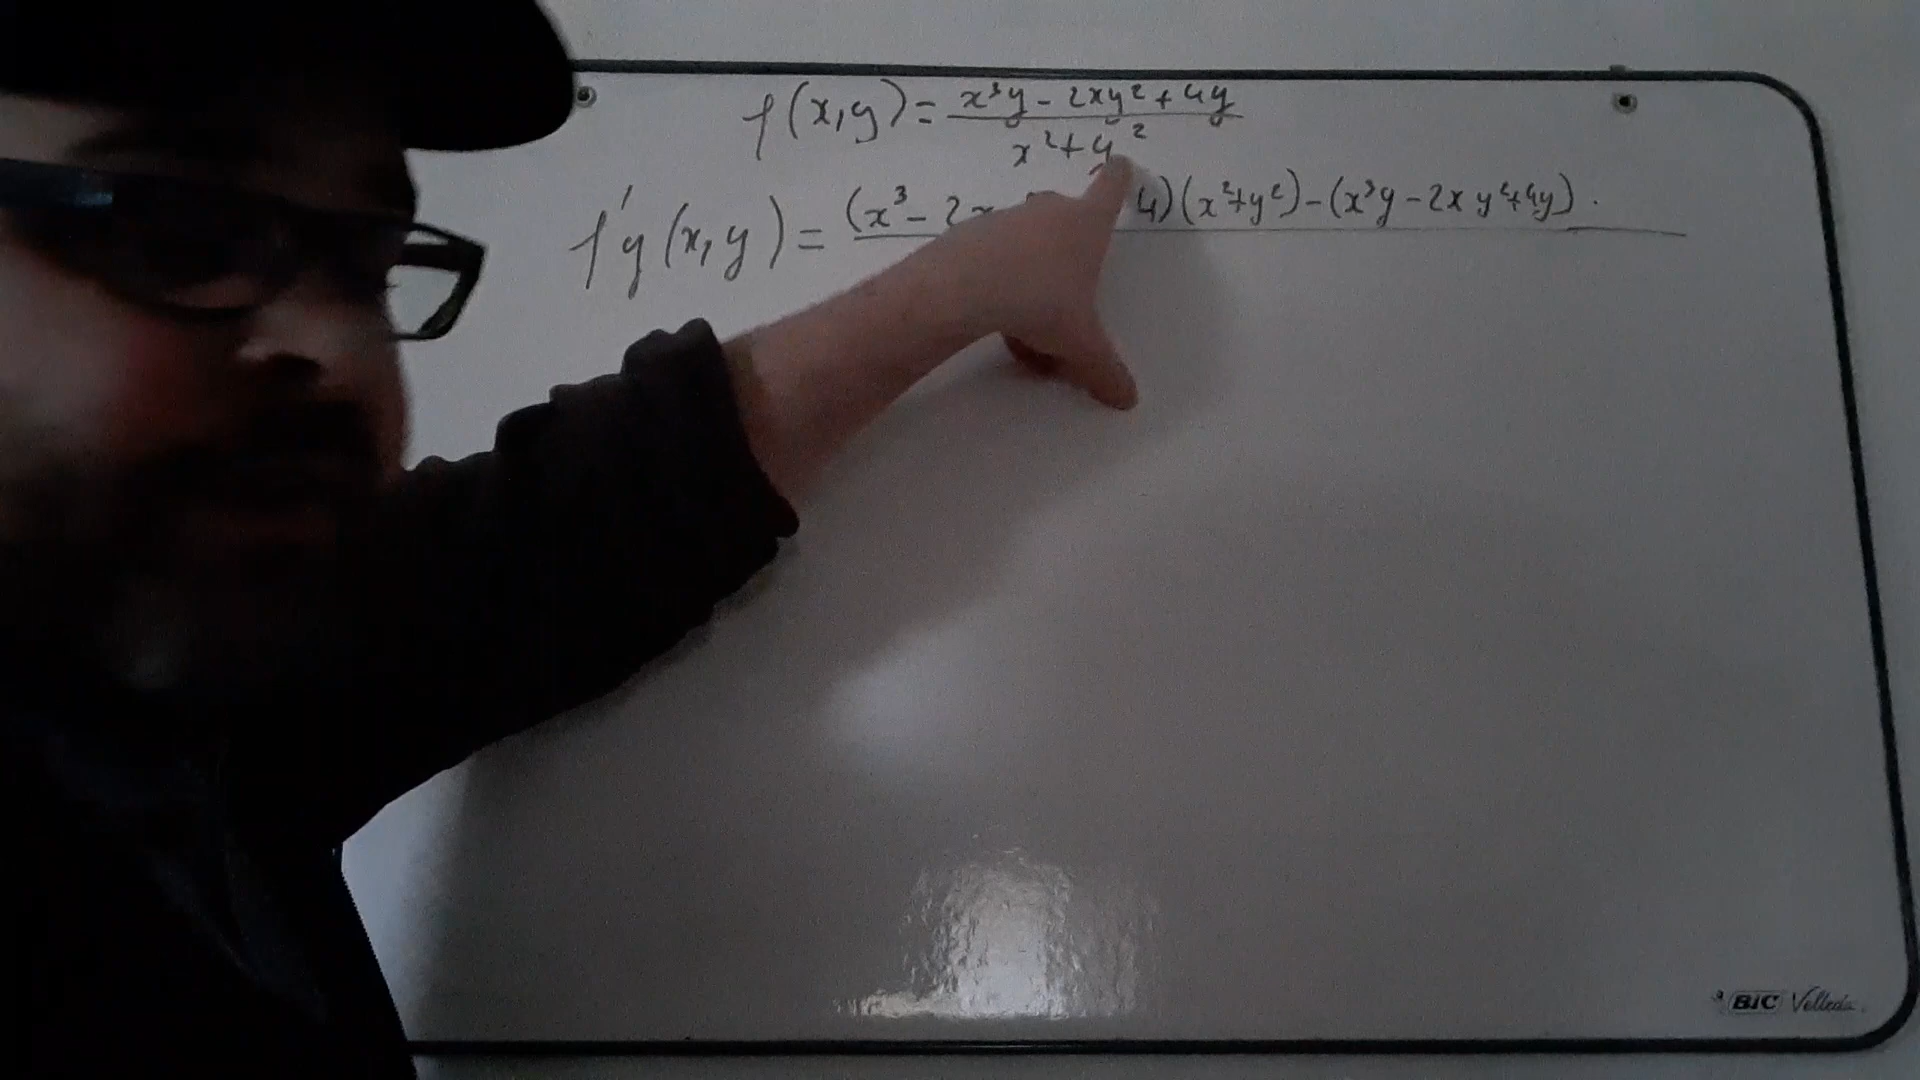 f(x,y) = x³y - 2xy² + 4y / x² + y²
f'y(x,y) = (x³ - 2x 4)(x²+y²) - (x³y - 2xy²+4y) ·
BIC Velleda